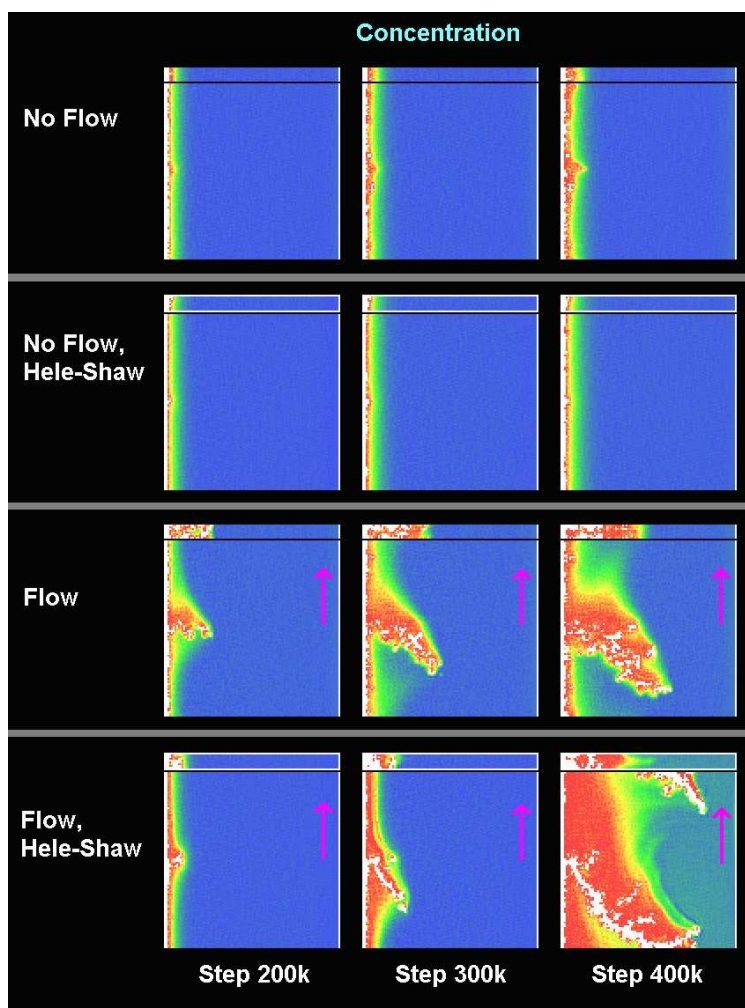 Concentration
No Flow
No Flow,
Hele-Shaw
Flow
Flow,
Hele-Shaw
Step 200k
Step 300k
Step 400k